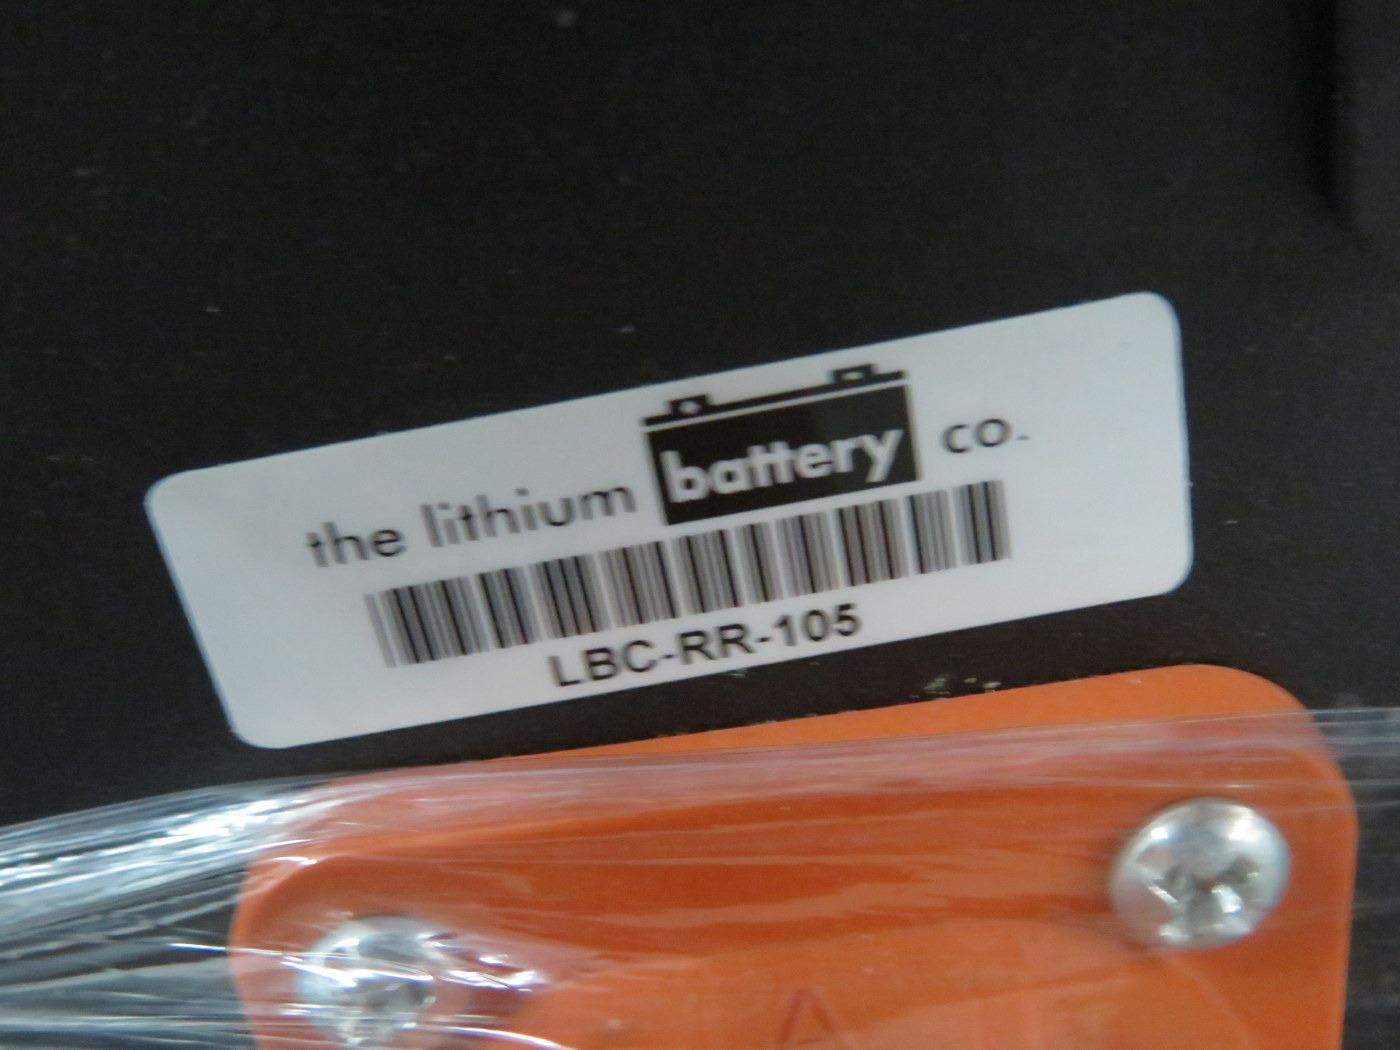 the lithium battery co.
LBC-RR-105